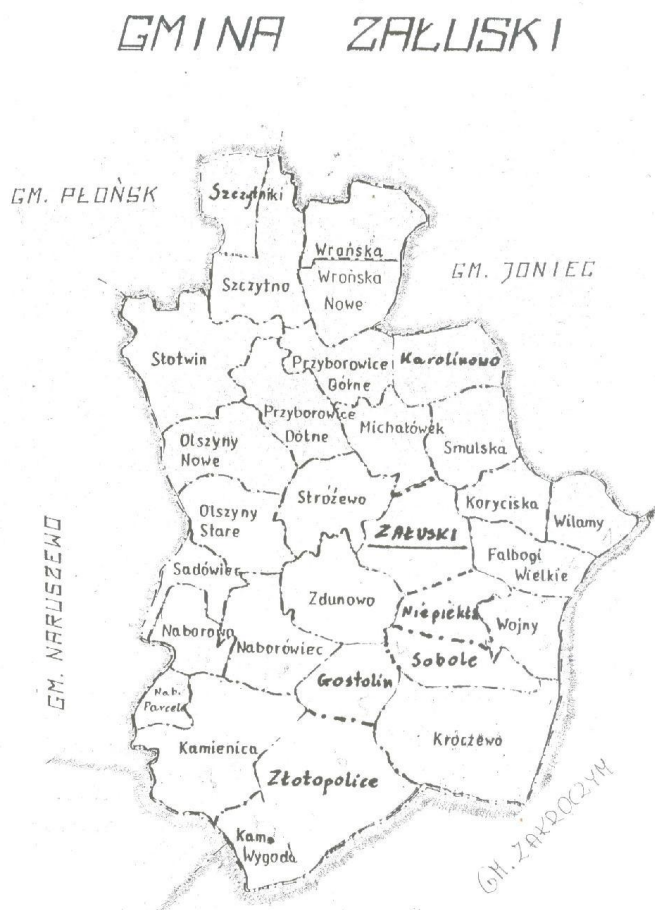 GMINA ZAŁUSKI
GM. PŁOŃSK
Szczytniki
Wrońska
GM. JONIEC
Szczytno
Wrońska
Nowe
Słotwin
Przyborowice
Górne
Karolinowo
Przyborowice
Dólne
Michałówek
Olszyny
Nowe
Smulska
Stróżewo
Koryciska
Olszyny
Stare
ZAŁUSKI
Wilamy
GM. NARUSZEWO
Sadówiec
Falbogi
Wielkie
Zdunowo
Niepiekła
Wojny
Naborowo
Naborówiec
Sobole
Gostolin
Nab.
Parcele
Kamienica
Kroczewo
Złotopolice
GM. ZAKROCZYM
Kam.
Wygoda